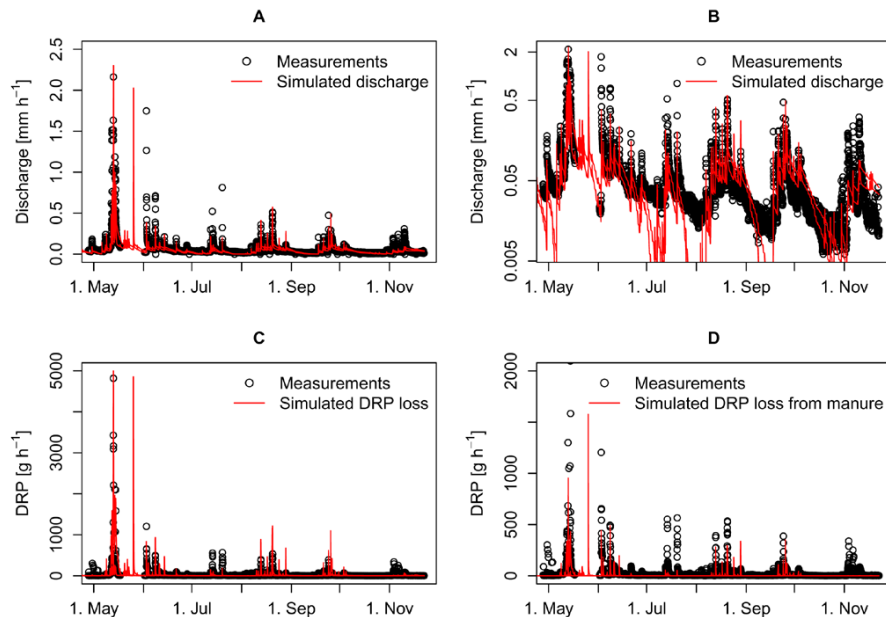 A
Discharge [mm h⁻¹]
2.5
2.0
1.5
1.0
0.5
0.0
Measurements
Simulated discharge
1. May
1. Jul
1. Sep
1. Nov
B
Discharge [mm h⁻¹]
2
0.5
0.05
0.005
Measurements
Simulated discharge
1. May
1. Jul
1. Sep
1. Nov
C
DRP [g h⁻¹]
5000
3000
1000
0
Measurements
Simulated DRP loss
1. May
1. Jul
1. Sep
1. Nov
D
DRP [g h⁻¹]
2000
1500
1000
500
0
Measurements
Simulated DRP loss from manure
1. May
1. Jul
1. Sep
1. Nov